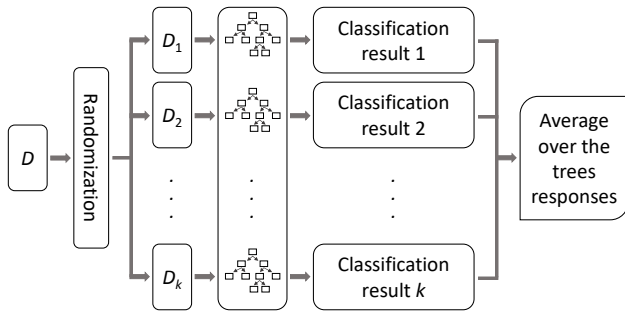 D
Randomization
D1
D2
. . .
Dk
. . .
Classification
result 1
Classification
result 2
. . .
Classification
result k
Average
over the
trees
responses